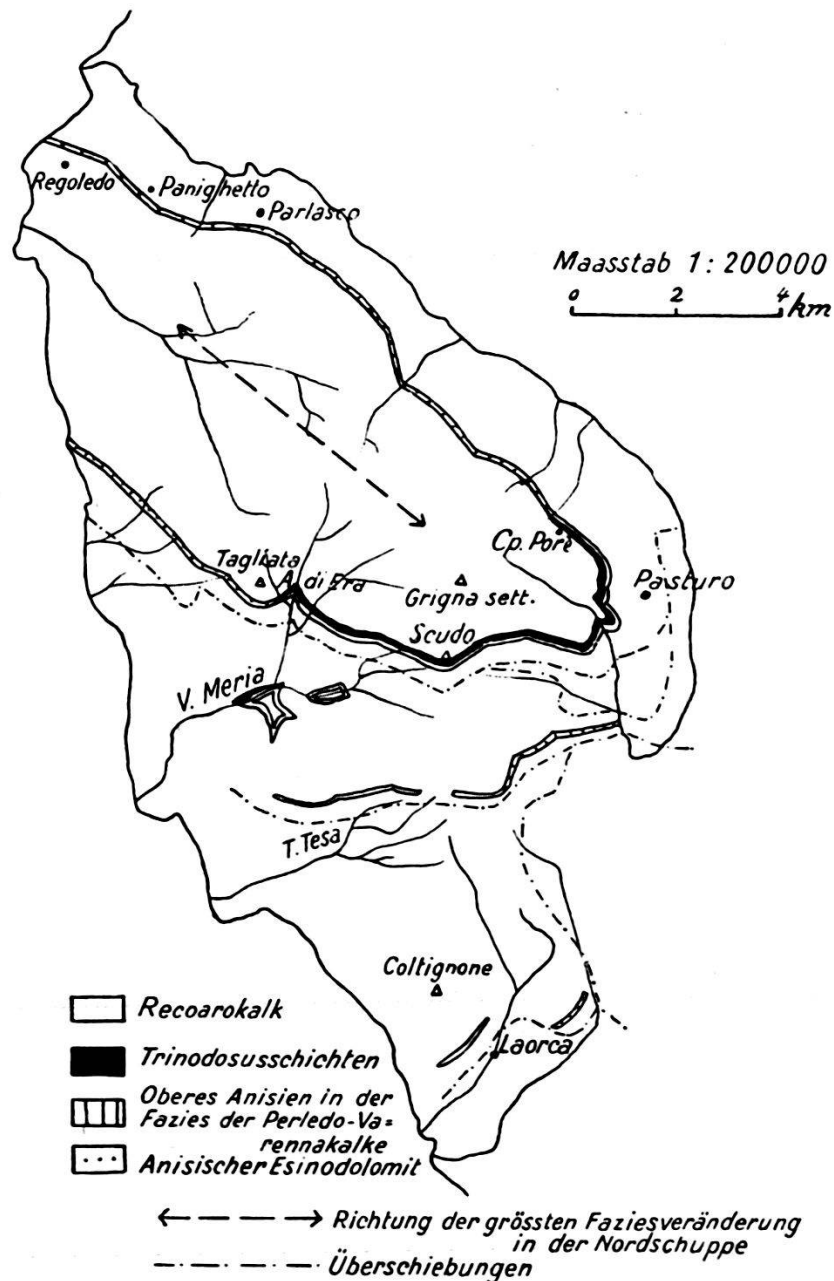 Regoledo
Panighetto
Parlasco
Maasstab 1:200000
0 2 4 km
Cp. Pore
Tagliata
A. di Era
Grigna sett.
Pasturo
Scudo
V. Meria
T. Tesa
Coltignone
Laorca
Recoarokalk
Trinodosusschichten
Oberes Anisien in der
Fazies der Perledo-Va=
rennakalke
Anisischer Esinodolomit
Richtung der grössten Faziesveränderung
in der Nordschuppe
Überschiebungen